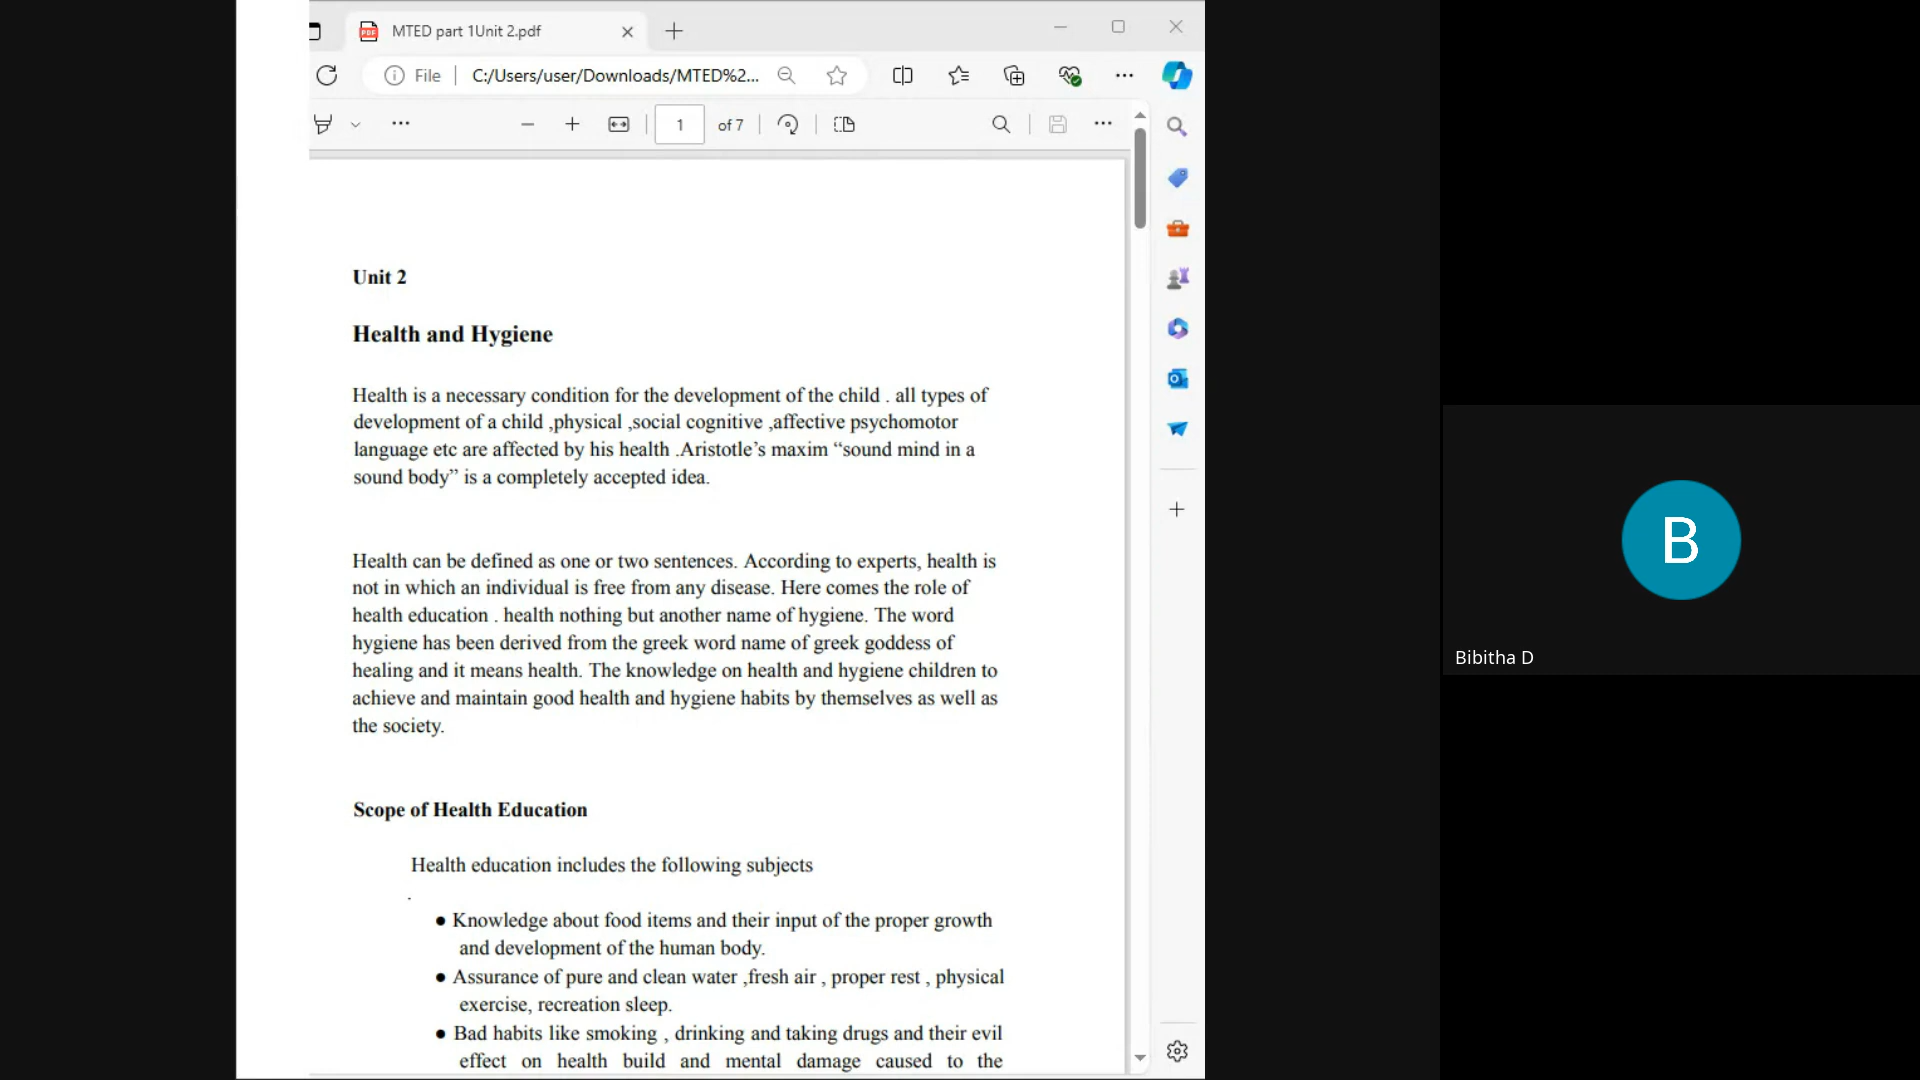 MTED part 1Unit 2.pdf
File
C:/Users/user/Downloads/MTED%2...
1 of 7
Unit 2
Health and Hygiene
Health is a necessary condition for the development of the child . all types of
development of a child ,physical ,social cognitive ,affective psychomotor
language etc are affected by his health .Aristotle’s maxim “sound mind in a
sound body” is a completely accepted idea.
Health can be defined as one or two sentences. According to experts, health is
not in which an individual is free from any disease. Here comes the role of
health education . health nothing but another name of hygiene. The word
hygiene has been derived from the greek word name of greek goddess of
healing and it means health. The knowledge on health and hygiene children to
achieve and maintain good health and hygiene habits by themselves as well as
the society.
Scope of Health Education
Health education includes the following subjects
.
● Knowledge about food items and their input of the proper growth
and development of the human body.
● Assurance of pure and clean water ,fresh air , proper rest , physical
exercise, recreation sleep.
● Bad habits like smoking , drinking and taking drugs and their evil
effect on health build and mental damage caused to the
B
Bibitha D